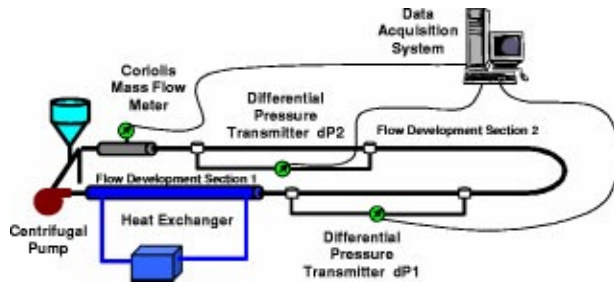 Data
Acquisition
System
Coriolis
Mass Flow
Meter
Differential
Pressure
Transmitter dP2
Flow Development Section 2
Flow Development Section 1
Centrifugal
Pump
Heat Exchanger
Differential
Pressure
Transmitter dP1